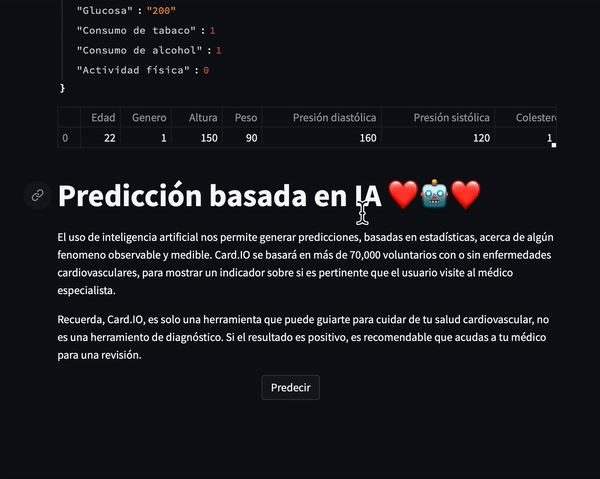 "Glucosa" : "200"
"Consumo de tabaco" : 1
"Consumo de alcohol" : 1
"Actividad física" : 0
}
Edad Genero Altura Peso Presión diastólica Presión sistólica Colester
0 22 1 150 90 160 120 1
Predicción basada en IA ❤️🤖❤️
El uso de inteligencia artificial nos permite generar predicciones, basadas en estadísticas, acerca de algún
fenomeno observable y medible. Card.IO se basará en más de 70,000 voluntarios con o sin enfermedades
cardiovasculares, para mostrar un indicador sobre si es pertinente que el usuario visite al médico
especialista.
Recuerda, Card.IO, es solo una herramienta que puede guiarte para cuidar de tu salud cardiovascular, no
es una herramiento de diagnóstico. Si el resultado es positivo, es recomendable que acudas a tu médico
para una revisión.
Predecir